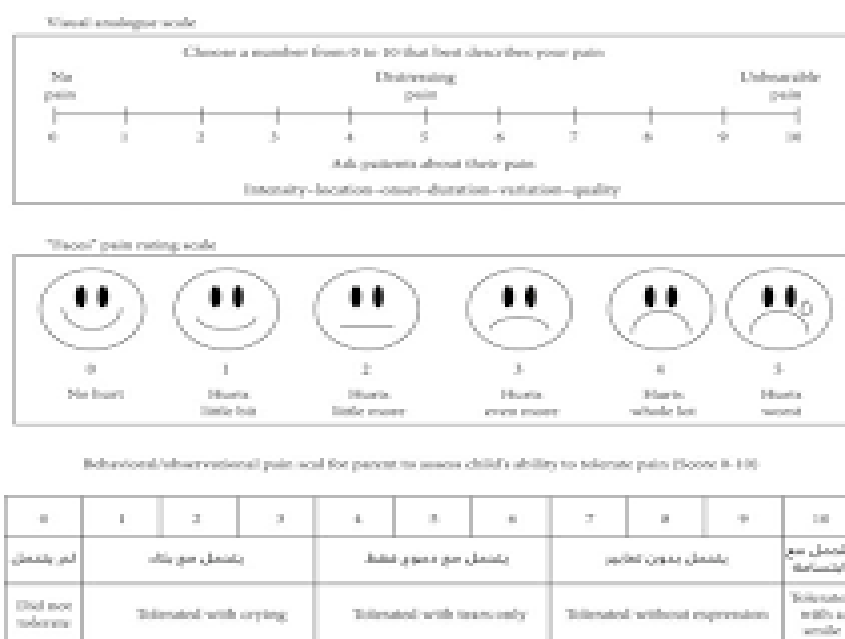 Visual analogue scale
Choose a number from 0 to 10 that best describes your pain
No pain
Distressing pain
Unbearable pain
0 1 2 3 4 5 6 7 8 9 10
Ask patients about their pain
Intensity–location–onset–duration–variation–quality
"Faces" pain rating scale
0 1 2 3 4 5
No hurt
Hurts little bit
Hurts little more
Hurts even more
Hurts whole lot
Hurts worst
Behavioral/observational pain scal for parent to assess child's ability to tolerate pain (Score 0-10)
0 1 2 3 4 5 6 7 8 9 10
لم يتحمل
يتحمل مع بكاء
يتحمل مع دموع فقط
يتحمل بدون تعابير
Did not tolerate
Tolerated with crying
Tolerated with tears only
Tolerated without expression
Tolerated with a smile